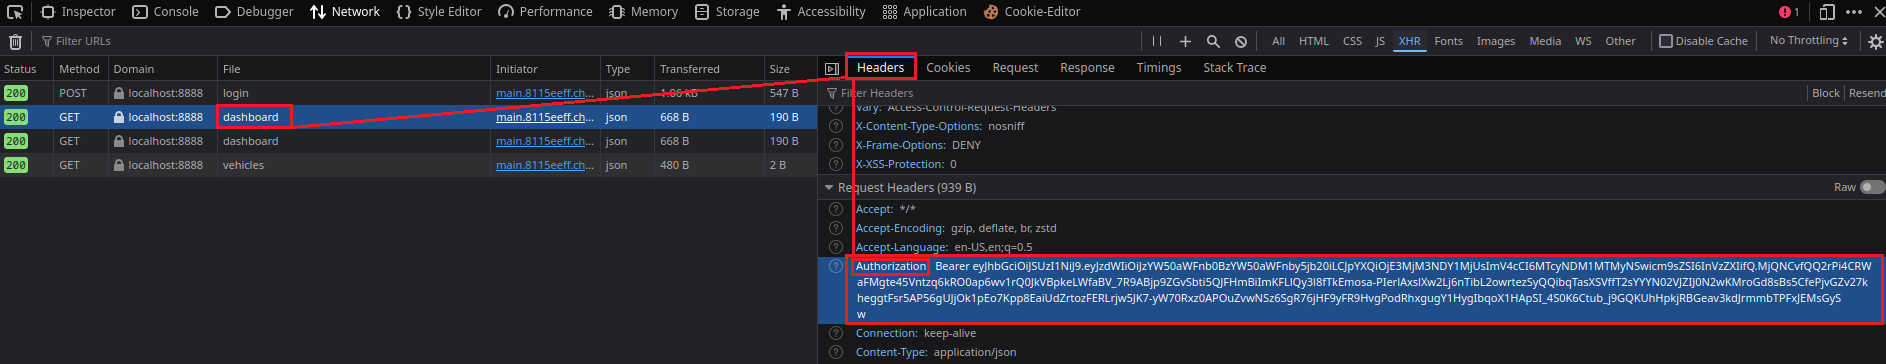 Inspector Console Debugger Network Style Editor Performance Memory Storage Accessibility Application Cookie-Editor 1
Filter URLs
All HTML CSS JS XHR Fonts Images Media WS Other Disable Cache No Throttling
Status Method Domain File Initiator Type Transferred Size
200 POST localhost:8888 login main.8115eeff.ch... json 1.06 kB 547 B
200 GET localhost:8888 dashboard main.8115eeff.ch... json 668 B 190 B
200 GET localhost:8888 dashboard main.8115eeff.ch... json 668 B 190 B
200 GET localhost:8888 vehicles main.8115eeff.ch... json 480 B 2 B
Headers Cookies Request Response Timings Stack Trace
Filter Headers Block Resend
Vary: Access-Control-Request-Headers
X-Content-Type-Options: nosniff
X-Frame-Options: DENY
X-XSS-Protection: 0
Request Headers (939 B) Raw
Accept: */*
Accept-Encoding: gzip, deflate, br, zstd
Accept-Language: en-US,en;q=0.5
Authorization Bearer
Connection: keep-alive
Content-Type: application/json